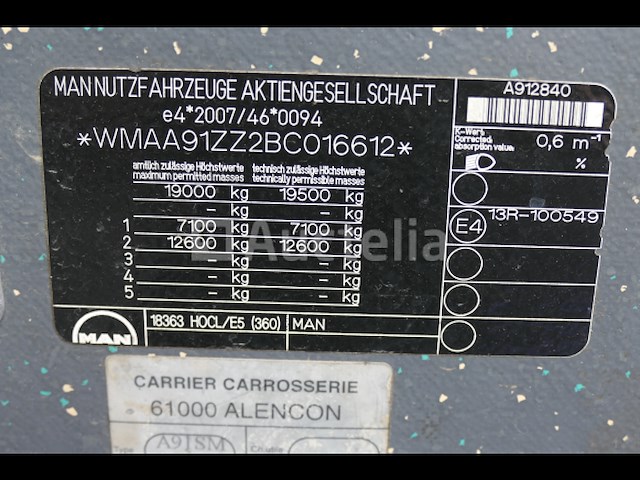 MAN NUTZFAHRZEUGE AKTIENGESELLSCHAFT
e4*2007/46*0094
*WMAA91ZZ2BC016612*
amtlich zulässige Höchstwerte
maximum permitted masses
technisch zulässige Höchstwerte
technically permissible masses
19000 kg 19500 kg
– kg – kg
1 7100 kg 7100 kg
2 12600 kg 12600 kg
3 – kg – kg
4 – kg – kg
5 – kg – kg
MAN
18363 HOCL/E5 (360) MAN
A912840
K-Wert
Corrected
absorption value:
0,6 m-1
%
13R-100549
E4
Auctelia
CARRIER CARROSSERIE
61000 ALENCON
A91SM